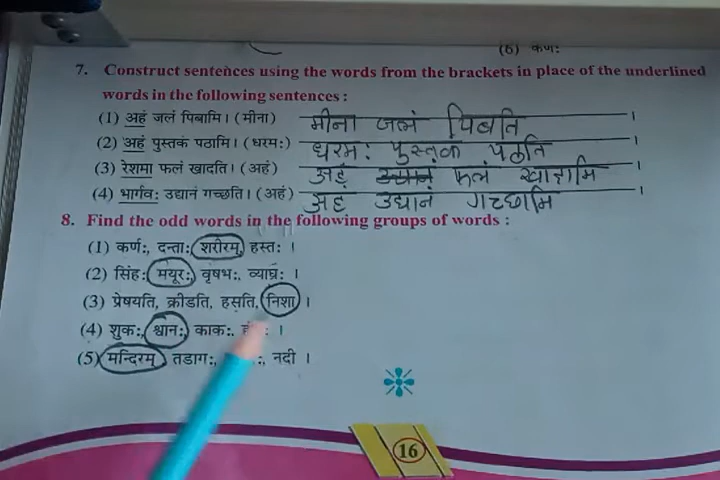 (6) कण:
7. Construct sentences using the words from the brackets in place of the underlined
words in the following sentences :
(1) अहं जलं पिबामि। (मीना) मीना जलं पिबति ।
(2) अहं पुस्तकं पठामि। (धरम:) धरम: पुस्तकं पठति ।
(3) रेशमा फलं खादति। (अहं) अहं फलं खादामि ।
(4) भार्गव: उद्यानं गच्छति। (अहं) अहं उद्यानं गच्छामि ।
8. Find the odd words in the following groups of words :
(1) कर्ण:, दन्ता:, शरीरम्, हस्त: ।
(2) सिंह:, मयूर:, वृषभ:, व्याघ्र: ।
(3) प्रेषयति, क्रीडति, हसति, निशा ।
(4) शुक:, श्वान:, काक:, ।
(5) मन्दिरम्, तडाग:, नदी ।
16